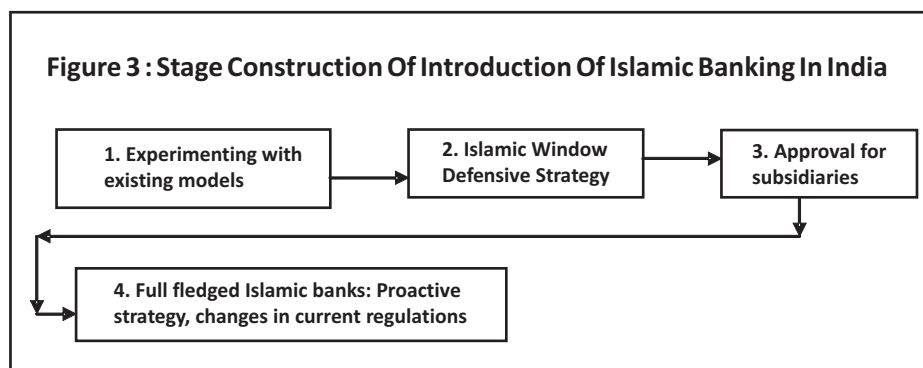 Figure 3 : Stage Construction Of Introduction Of Islamic Banking In India
1. Experimenting with
existing models
2. Islamic Window
Defensive Strategy
3. Approval for
subsidiaries
4. Full fledged Islamic banks: Proactive
strategy, changes in current regulations